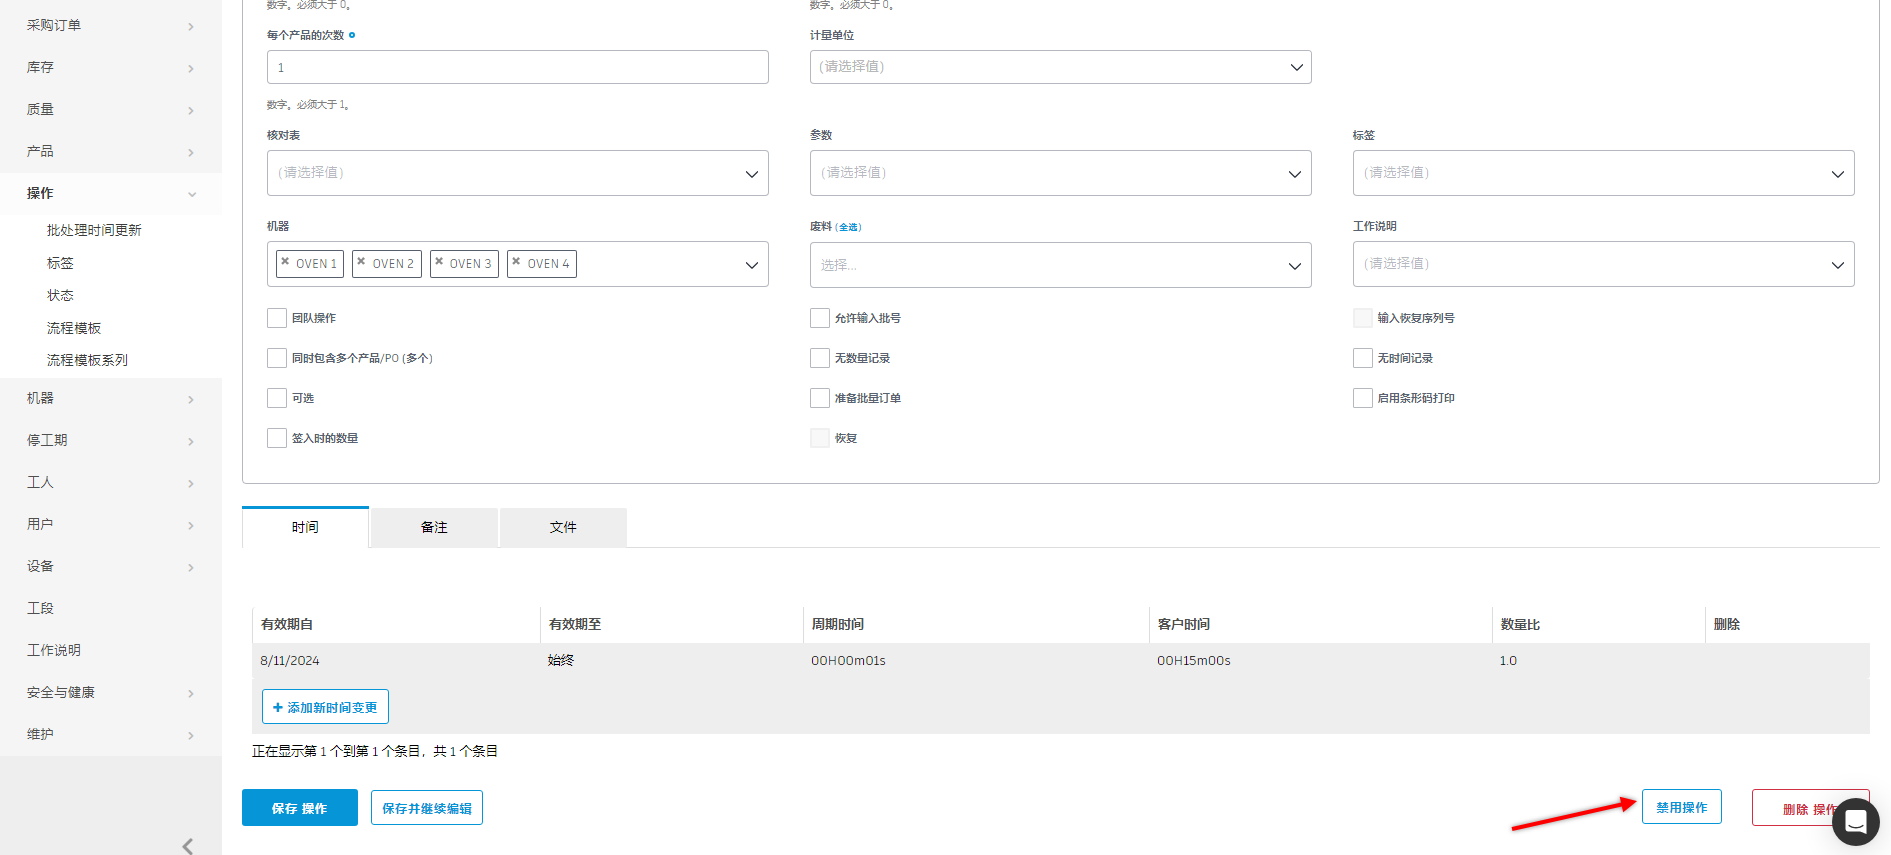 采购订单
库存
质量
产品
操作
批处理时间更新
标签
状态
流程模板
流程模板系列
机器
停工期
工人
用户
设备
工段
工作说明
安全与健康
维护
数字。必须大于 0。
数字。必须大于 0。
每个产品的次数
计量单位
1
(请选择值)
数字。必须大于 1。
核对表
参数
标签
(请选择值)
(请选择值)
(请选择值)
机器
废料 (全选)
工作说明
× OVEN 1 × OVEN 2 × OVEN 3 × OVEN 4
选择...
(请选择值)
团队操作
允许输入批号
输入恢复序列号
同时包含多个产品/PO (多个)
无数量记录
无时间记录
可选
准备批量订单
启用条形码打印
签入时的数量
恢复
时间
备注
文件
有效期自 有效期至 周期时间 客户时间 数量比 删除
8/11/2024 始终 00H00m01s 00H15m00s 1.0
+ 添加新时间变更
正在显示第 1 个到第 1 个条目，共 1 个条目
保存 操作
保存并继续编辑
禁用操作
删除 操作